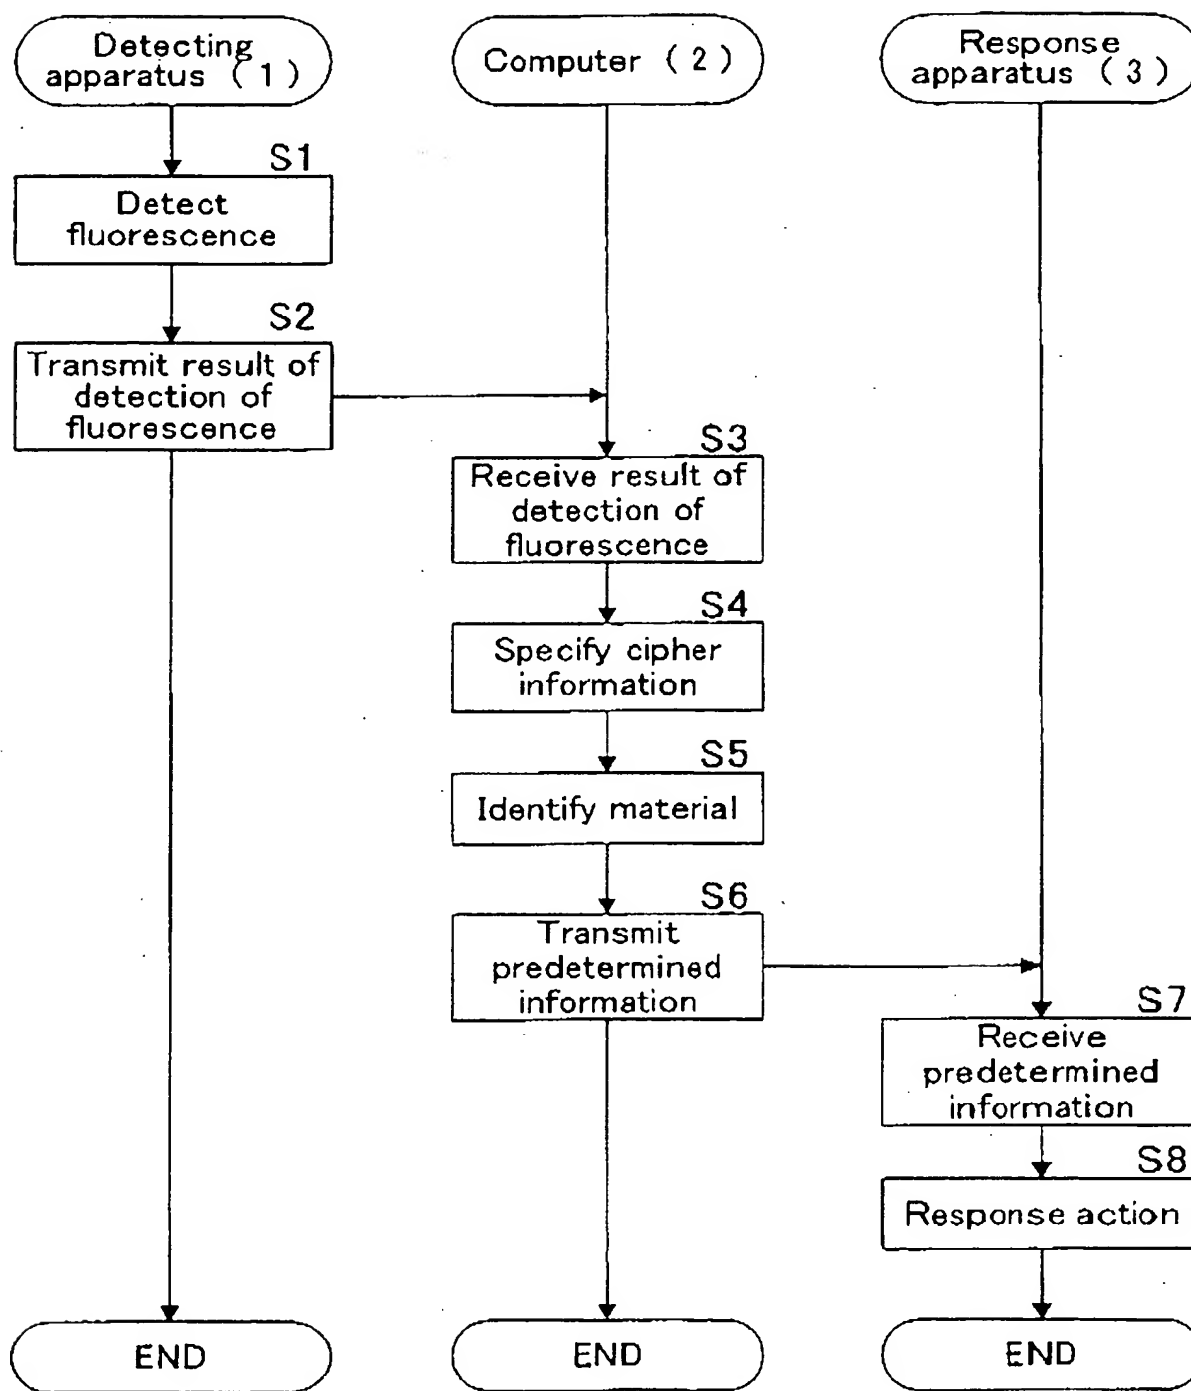 Detecting
apparatus (1)
Computer (2)
Response
apparatus (3)
S1
Detect
fluorescence
S2
Transmit result of
detection of
fluorescence
S3
Receive result of
detection of
fluorescence
S4
Specify cipher
information
S5
Identify material
S6
Transmit
predetermined
information
S7
Receive
predetermined
information
S8
Response action
END
END
END